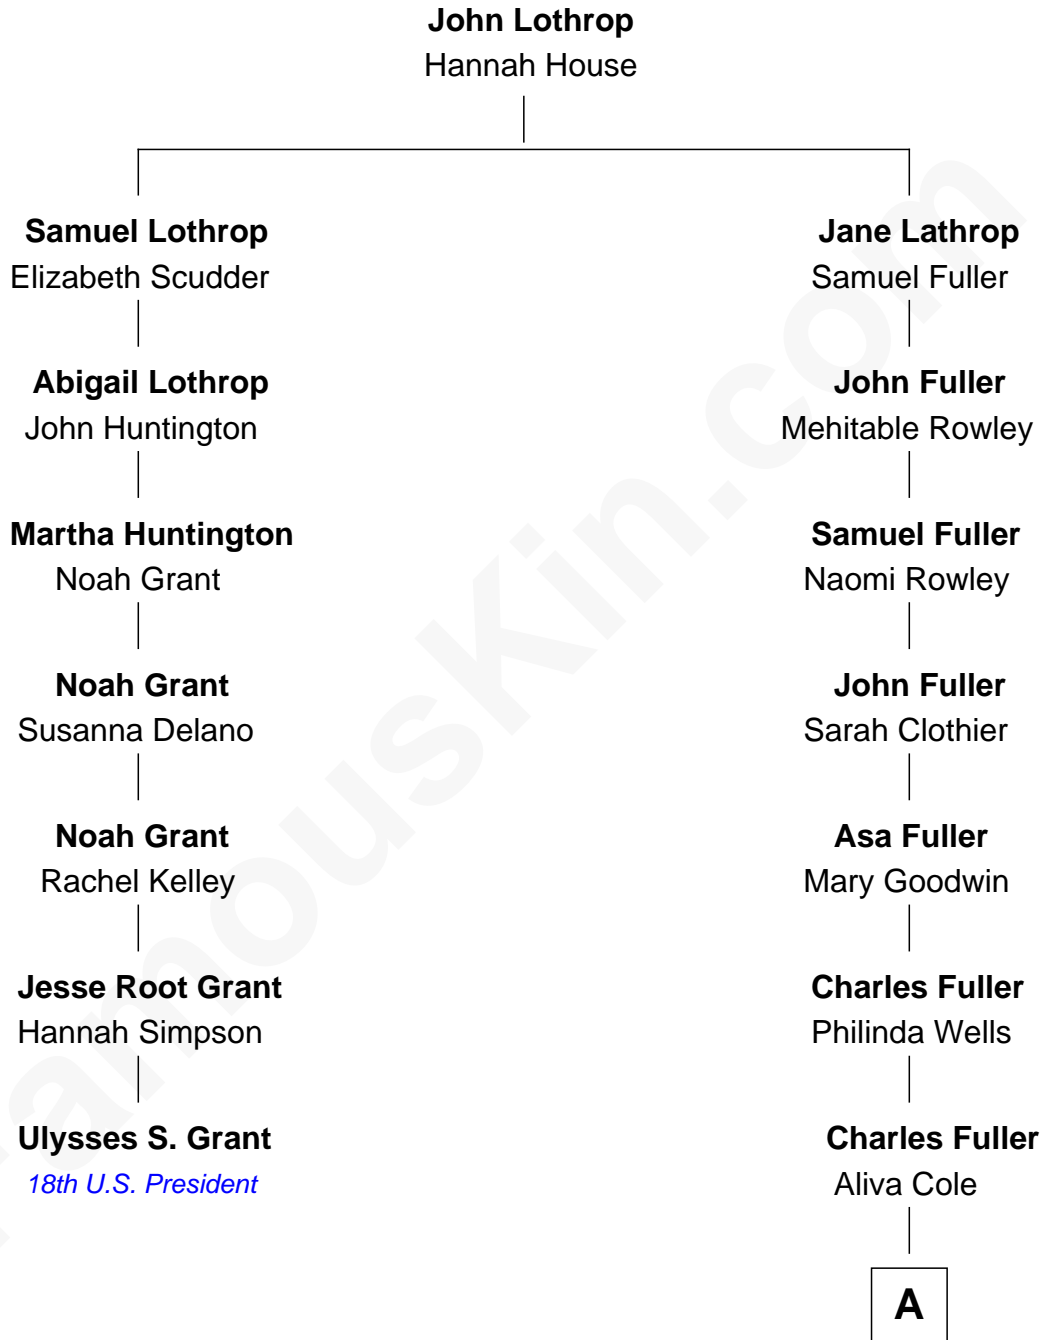 John Lothrop
Hannah House
Samuel Lothrop
Elizabeth Scudder
Jane Lathrop
Samuel Fuller
Abigail Lothrop
John Huntington
John Fuller
Mehitable Rowley
Martha Huntington
Noah Grant
Samuel Fuller
Naomi Rowley
Noah Grant
Susanna Delano
John Fuller
Sarah Clothier
Noah Grant
Rachel Kelley
Asa Fuller
Mary Goodwin
Jesse Root Grant
Hannah Simpson
Charles Fuller
Philinda Wells
Ulysses S. Grant
18th U.S. President
Charles Fuller
Aliva Cole
A
FamousKin.com